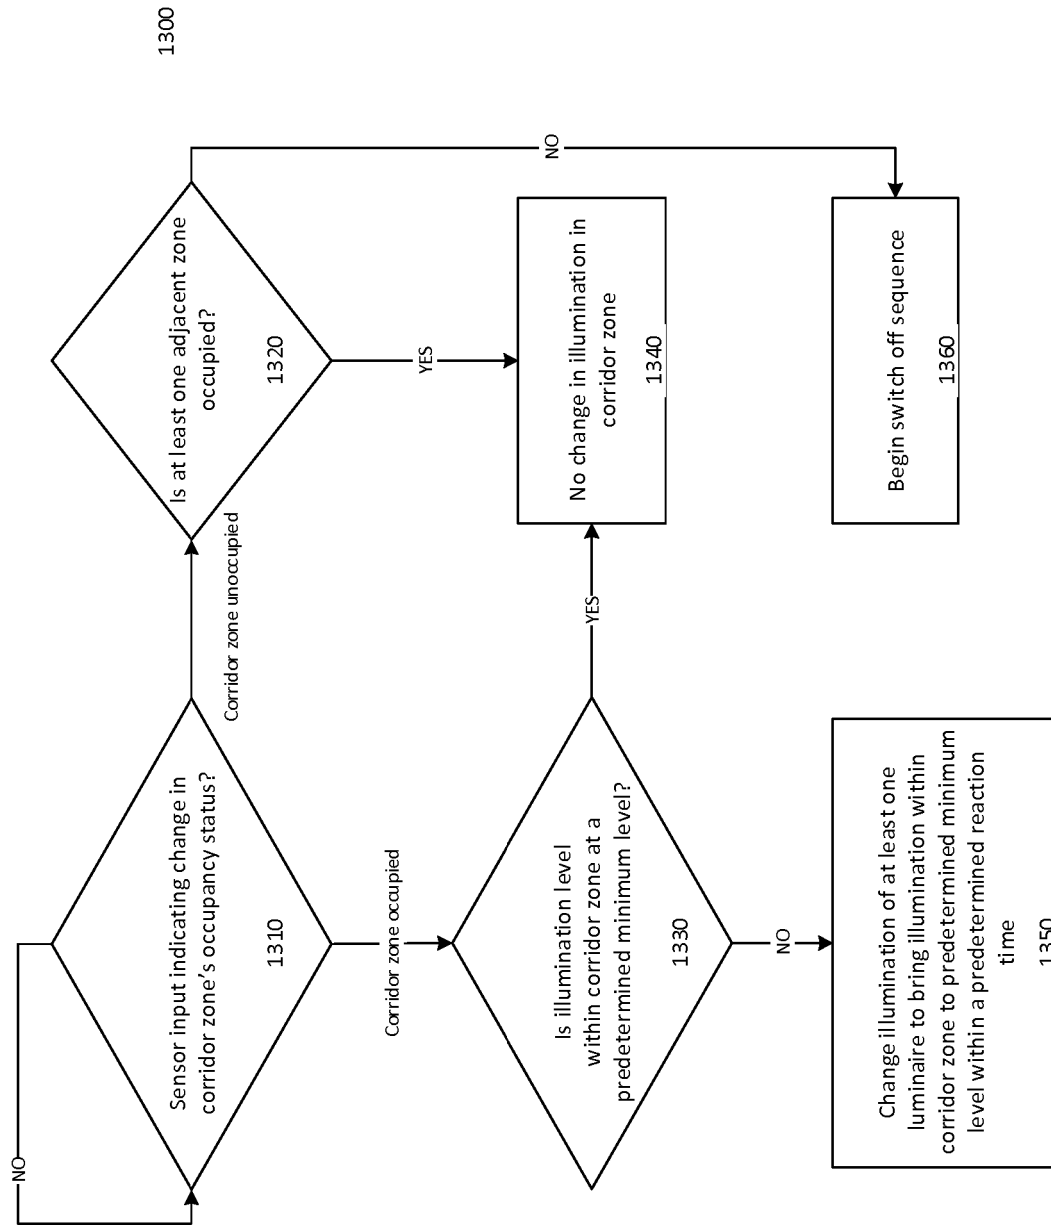 1300
NO
Sensor input indicating change in
corridor zone's occupancy status?
1310
Corridor zone unoccupied
Is at least one adjacent zone
occupied?
1320
Corridor zone occupied
YES
NO
Is illumination level
within corridor zone at a
predetermined minimum level?
1330
YES
No change in illumination in
corridor zone
1340
NO
Change illumination of at least one
luminaire to bring illumination within
corridor zone to predetermined minimum
level within a predetermined reaction
time
1350
Begin switch off sequence
1360